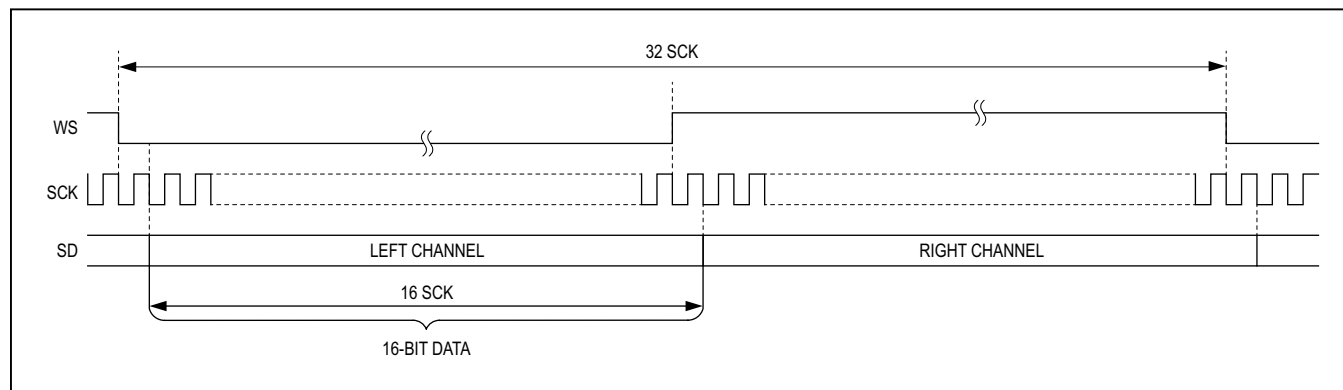 32 SCK
WS
SCK
SD
LEFT CHANNEL
RIGHT CHANNEL
16 SCK
16-BIT DATA